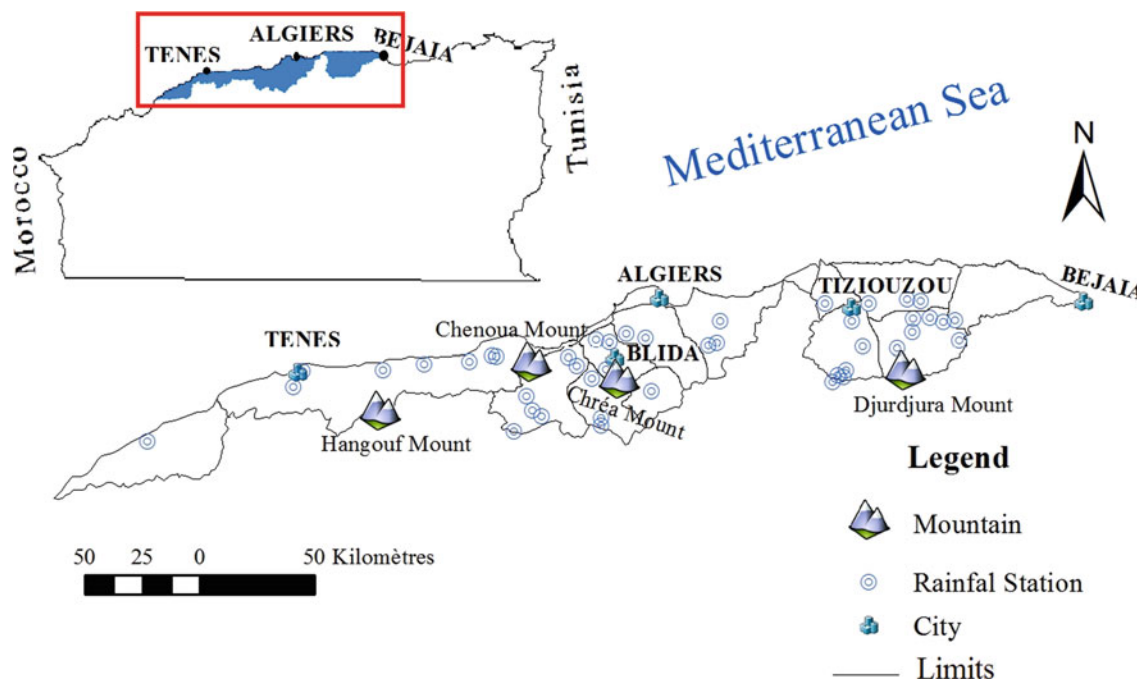 ALGIERS
BEJAIA
TENES
Morocco
Tunisia
Mediterranean Sea
N
ALGIERS
TIZIOUZOU
BEJAIA
TENES
Chenoua Mount
BLIDA
Chréa Mount
Hangouf Mount
Djurdjura Mount
Legend
Mountain
Rainfal Station
City
Limits
50 25 0 50 Kilomètres